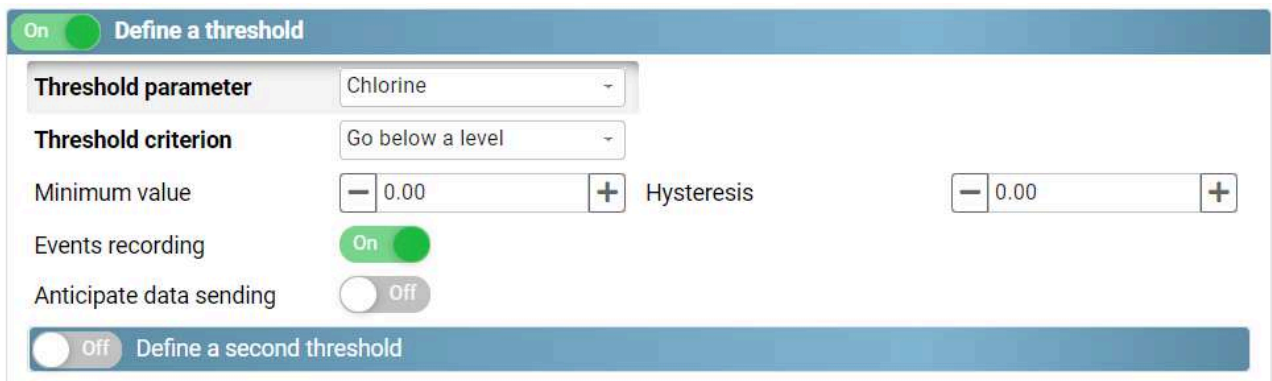 On Define a threshold
Threshold parameter Chlorine
Threshold criterion Go below a level
Minimum value − 0.00 + Hysteresis − 0.00 +
Events recording On
Anticipate data sending Off
Off Define a second threshold